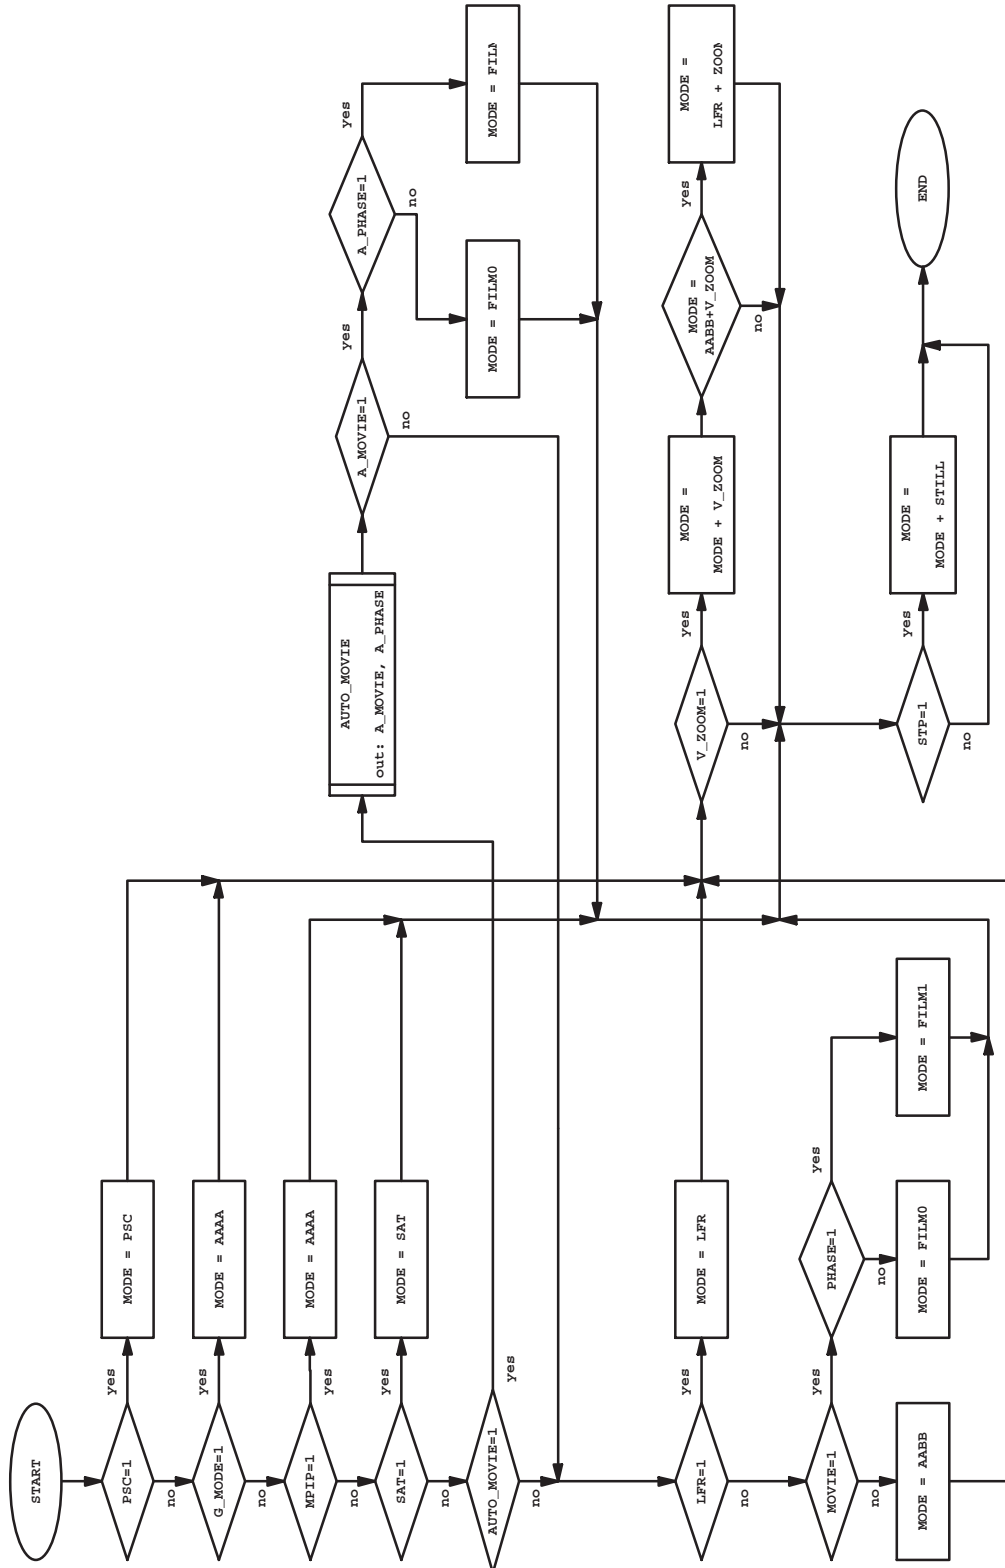 START
PSC=1
yes
no
MODE = PSC
G_MODE=1
yes
no
MODE = AAAA
MPIP=1
yes
no
MODE = AAAA
SAT=1
yes
no
MODE = SAT
AUTO_MOVIE=1
yes
no
AUTO_MOVIE
out: A_MOVIE, A_PHASE
A_MOVIE=1
yes
no
A_PHASE=1
yes
no
MODE = FILM0
MODE = FILM
LFR=1
yes
no
MODE = LFR
V_ZOOM=1
yes
no
MODE =
MODE + V_ZOOM
MODE =
AABB+V_ZOOM
yes
no
MODE =
LFR + ZOOM
MOVIE=1
yes
no
PHASE=1
yes
no
MODE = AABB
MODE = FILM0
MODE = FILM1
STP=1
yes
no
MODE =
MODE + STILL
END